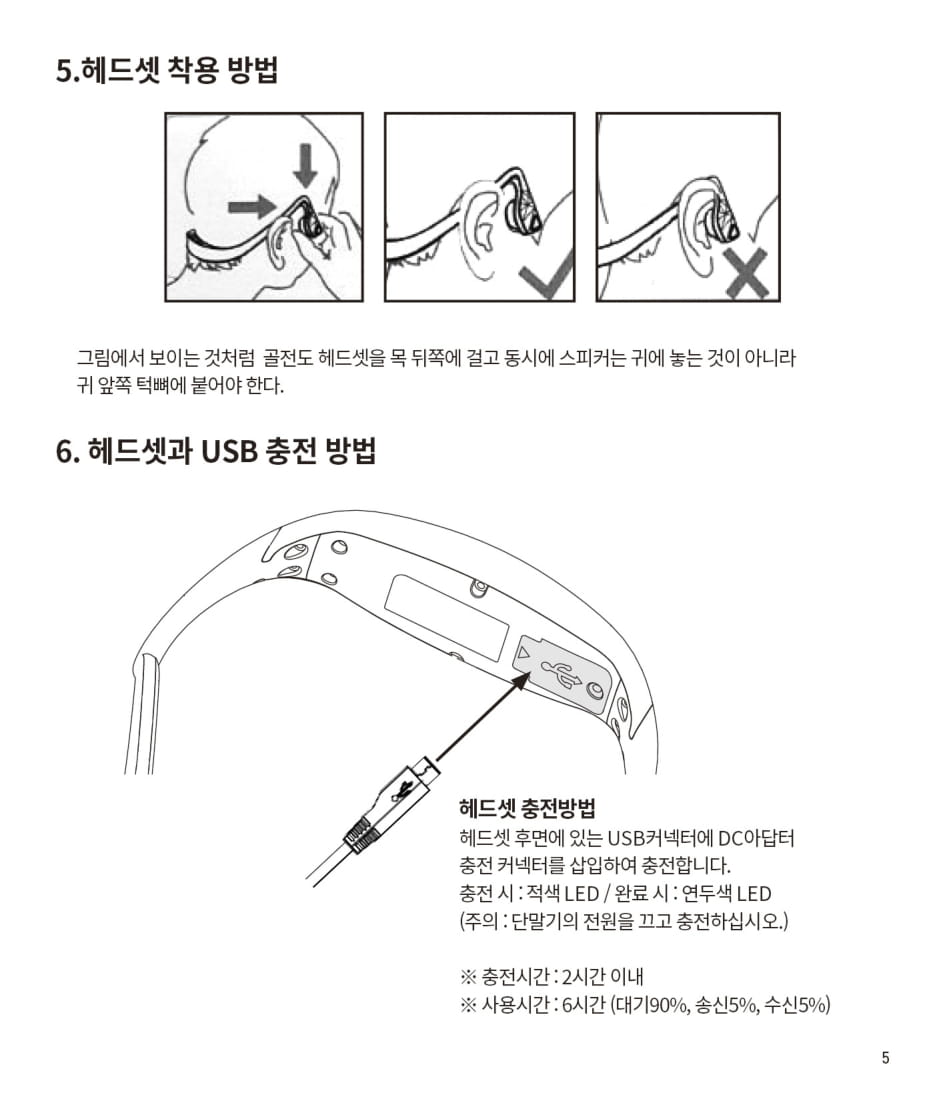 5.헤드셋 착용 방법
그림에서 보이는 것처럼 골전도 헤드셋을 목 뒤쪽에 걸고 동시에 스피커는 귀에 놓는 것이 아니라
귀 앞쪽 턱뼈에 붙어야 한다.
6. 헤드셋과 USB 충전 방법
헤드셋 충전방법
헤드셋 후면에 있는 USB커넥터에 DC아답터
충전 커넥터를 삽입하여 충전합니다.
충전 시 : 적색 LED / 완료 시 : 연두색 LED
(주의 : 단말기의 전원을 끄고 충전하십시오.)
※ 충전시간 : 2시간 이내
※ 사용시간 : 6시간 (대기90%, 송신5%, 수신5%)
5